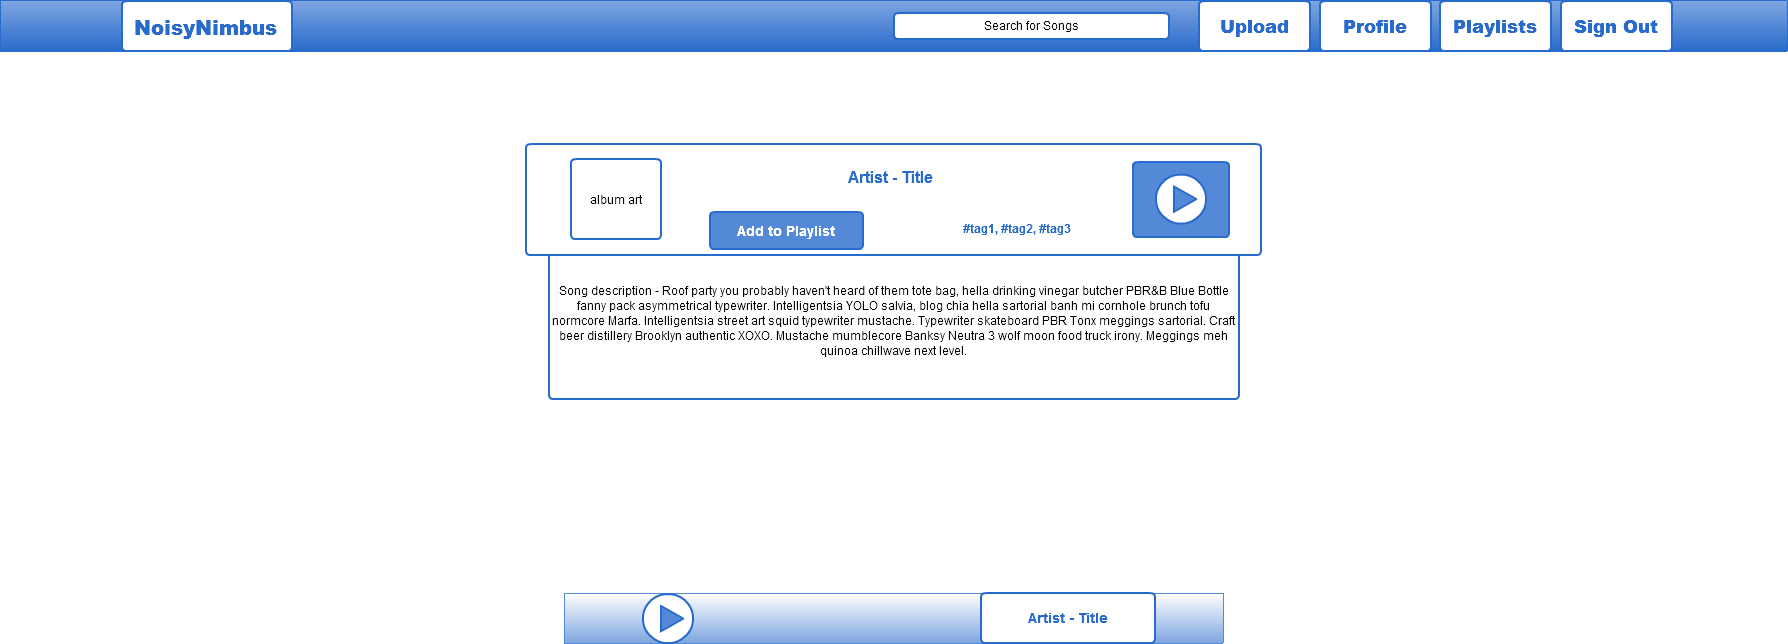 NoisyNimbus
Search for Songs
Upload
Profile
Playlists
Sign Out
album art
Artist - Title
Add to Playlist
#tag1, #tag2, #tag3
Song description - Roof party you probably haven't heard of them tote bag, hella drinking vinegar butcher PBR&B Blue Bottle
fanny pack asymmetrical typewriter. Intelligentsia YOLO salvia, blog chia hella sartorial banh mi cornhole brunch tofu
normcore Marfa. Intelligentsia street art squid typewriter mustache. Typewriter skateboard PBR Tonx meggings sartorial. Craft
beer distillery Brooklyn authentic XOXO. Mustache mumblecore Banksy Neutra 3 wolf moon food truck irony. Meggings meh
quinoa chillwave next level.
Artist - Title